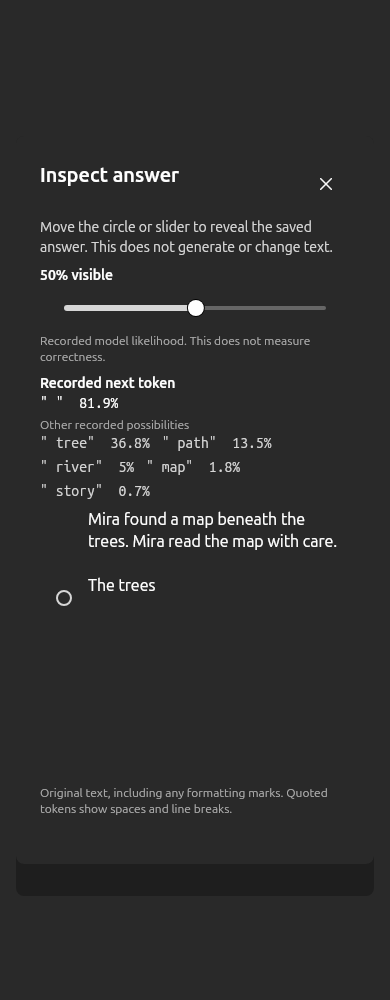 Inspect answer
Move the circle or slider to reveal the saved
answer. This does not generate or change text.
50% visible
Recorded model likelihood. This does not measure
correctness.
Recorded next token
" " 81.9%
Other recorded possibilities
" tree" 36.8% " path" 13.5%
" river" 5% " map" 1.8%
" story" 0.7%
Mira found a map beneath the
trees. Mira read the map with care.
The trees
Original text, including any formatting marks. Quoted
tokens show spaces and line breaks.